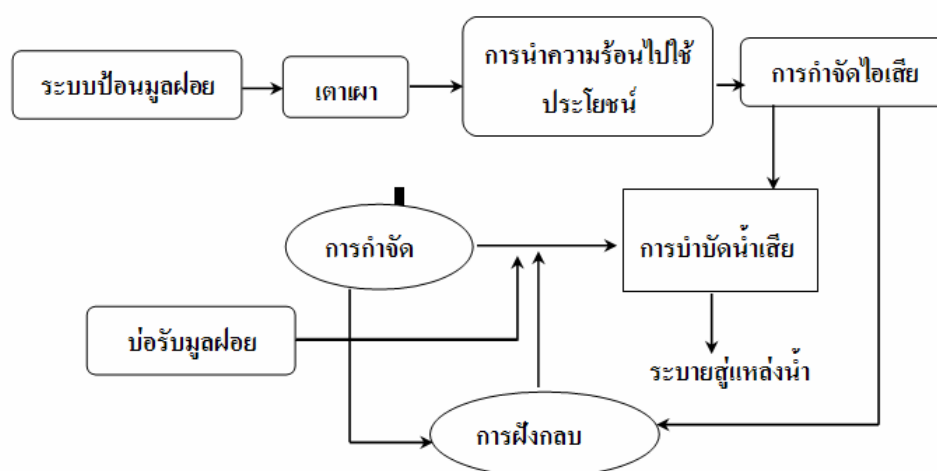 ระบบป้อนมูลฝอย
เตาเผา
การนำความร้อนไปใช้
ประโยชน์
การกำจัดไอเสีย
การกำจัด
การบำบัดน้ำเสีย
บ่อรับมูลฝอย
ระบายสู่แหล่งน้ำ
การฝังกลบ